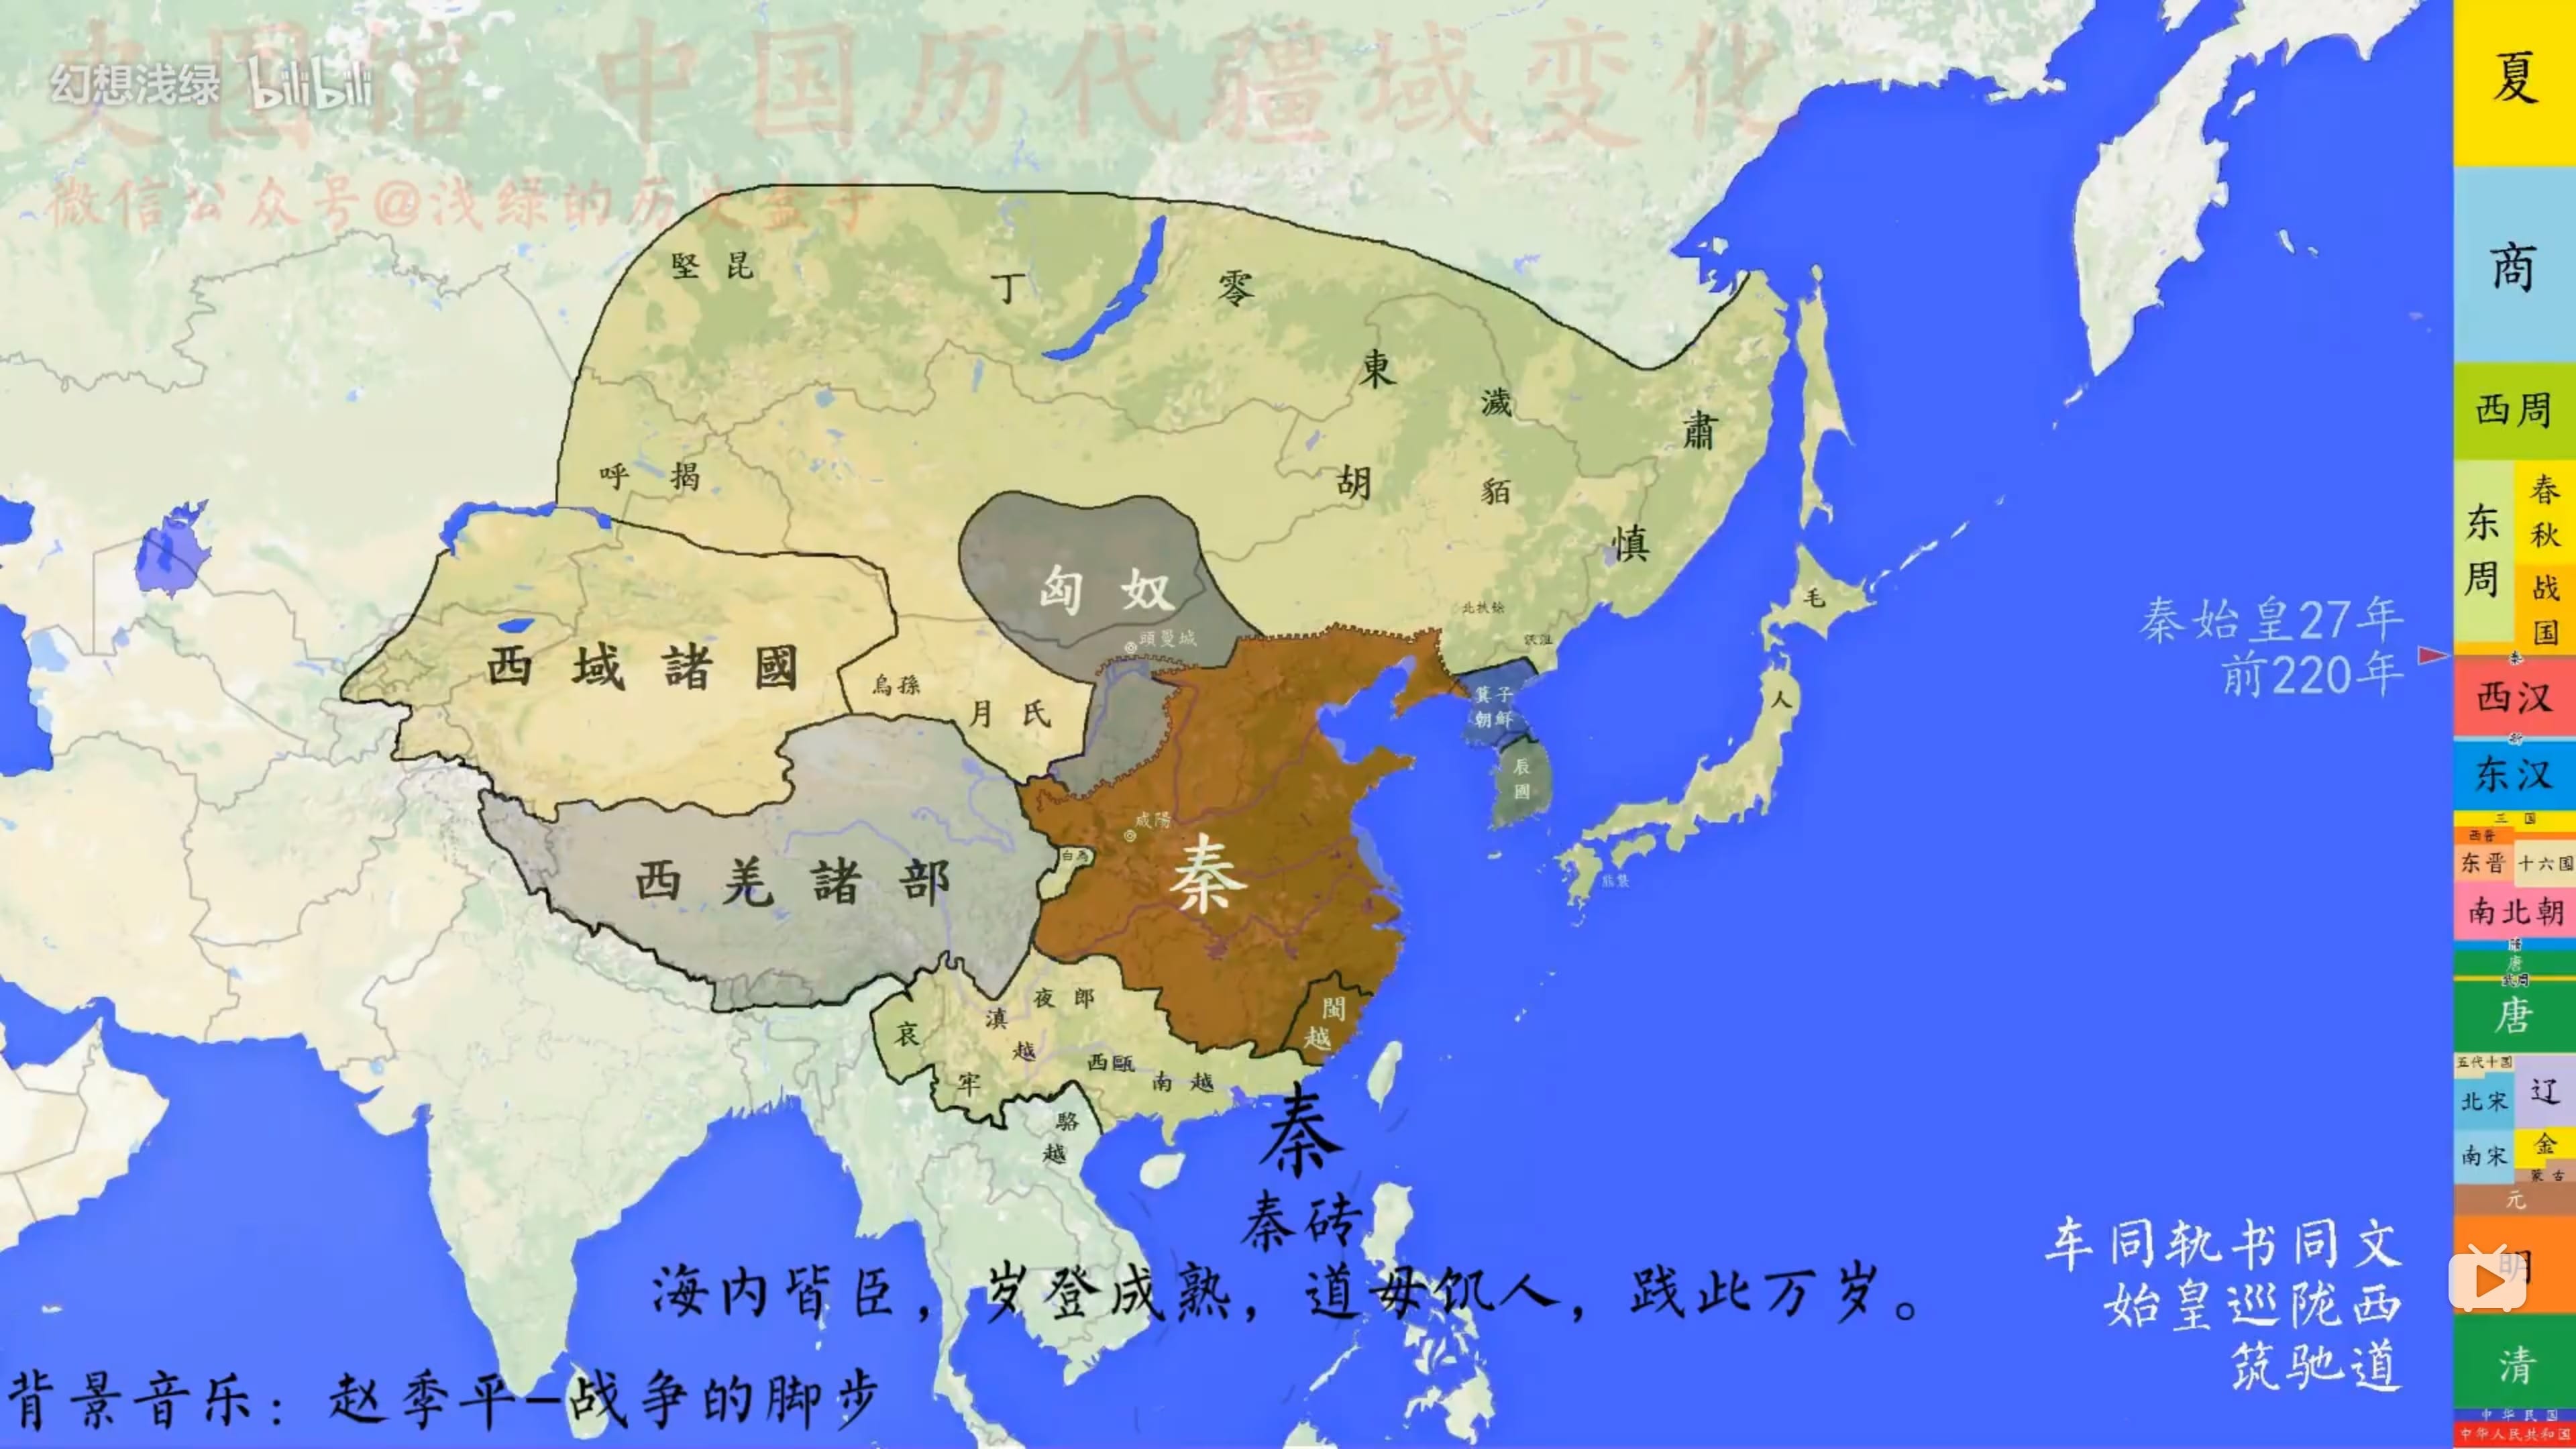 史图馆 中国历代疆域变化
幻想浅绿 bilibili
微信公众号@浅绿的历史盒子
堅昆
丁零
東胡
濊貊
肅慎
呼揭
匈奴
頭曼城
北扶餘
西域諸國
烏孫
月氏
箕子
朝鮮
辰國
毛人
咸陽
秦
白馬
西羌諸部
夜郎
滇越
哀牢
西甌
南越
閩越
駱越
秦始皇27年
前220年
秦
秦砖
海内皆臣，岁登成熟，道毋饥人，践此万岁。
背景音乐：赵季平-战争的脚步
车同轨书同文
始皇巡陇西
筑驰道
夏
商
西周
东周
春秋
战国
秦
西汉
新
东汉
三国
西晋
东晋
十六国
南北朝
隋
唐
武周
唐
五代十国
辽
北宋
金
南宋
蒙古
元
明
清
中华民国
中华人民共和国